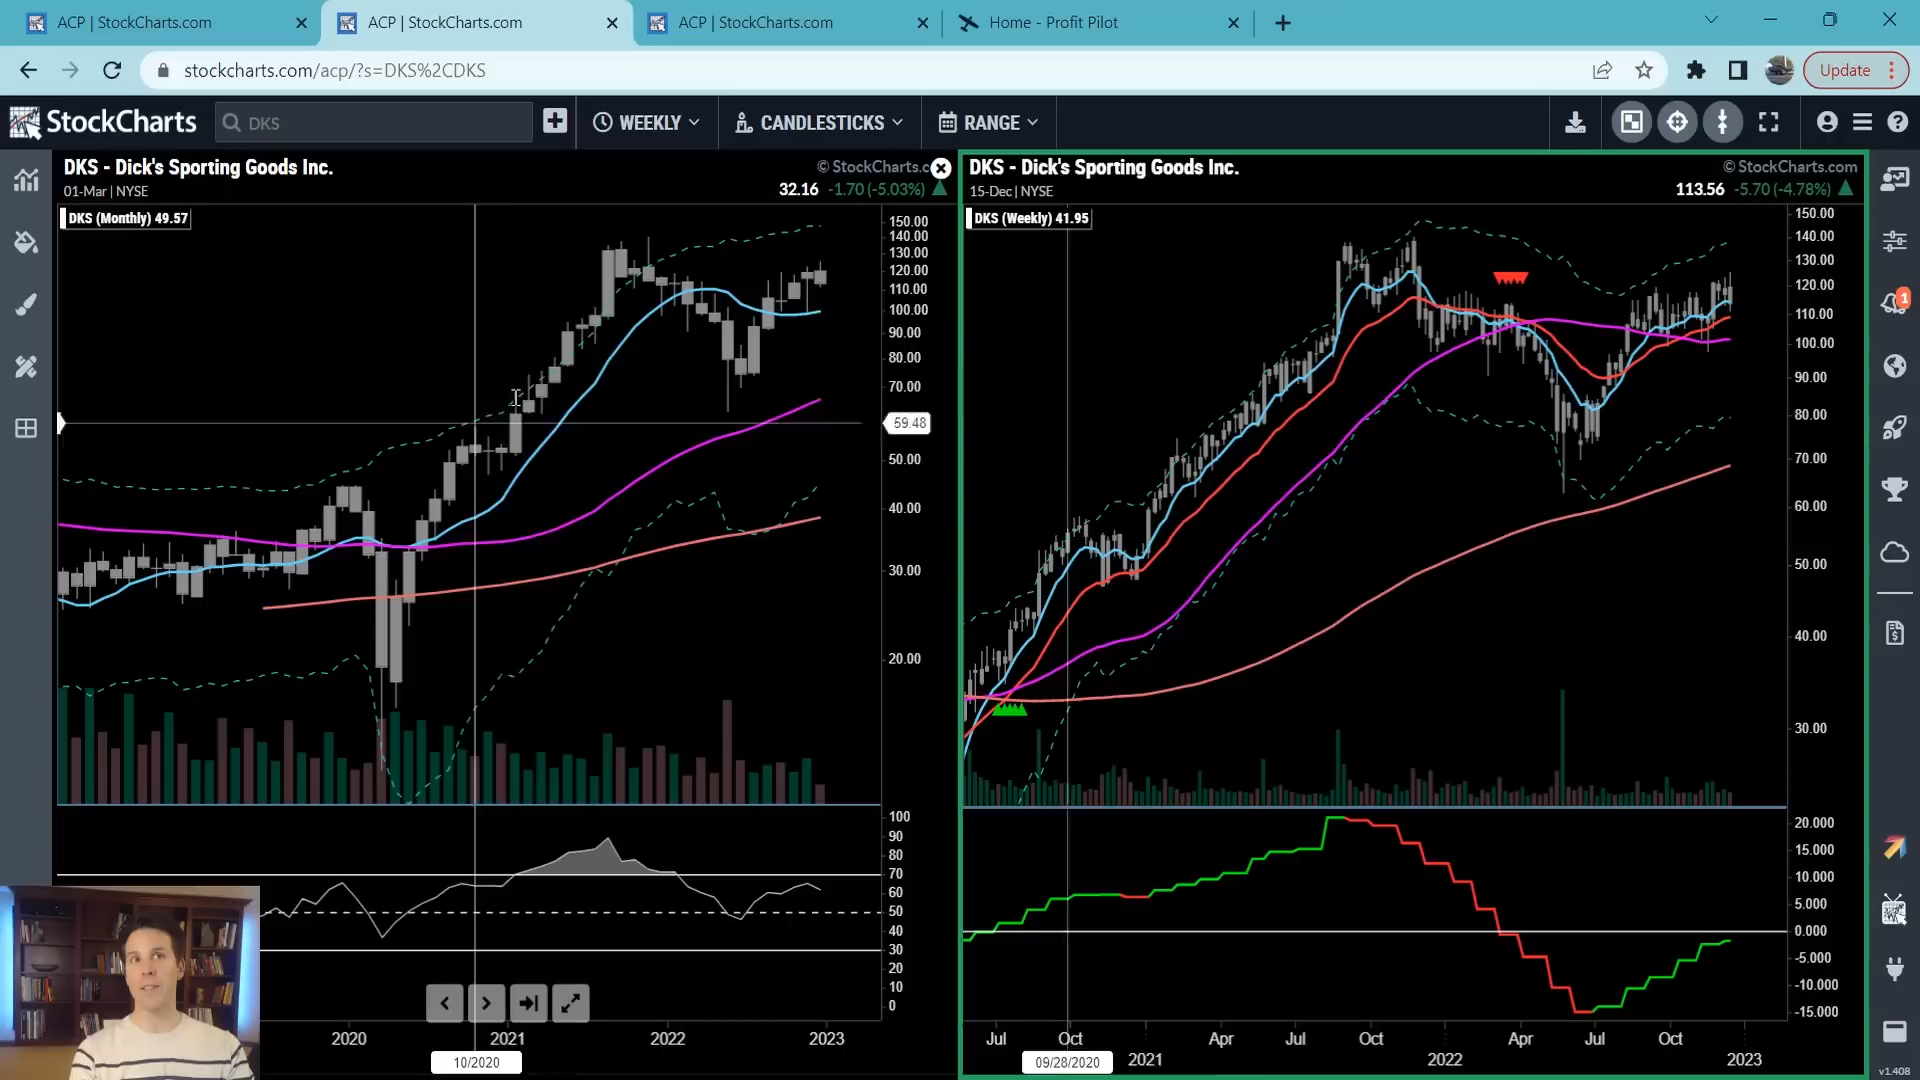 ACP | StockCharts.com
ACP | StockCharts.com
ACP | StockCharts.com
Home - Profit Pilot
stockcharts.com/acp/?s=DKS%2CDKS
Update
StockCharts
DKS
WEEKLY
CANDLESTICKS
RANGE
DKS - Dick's Sporting Goods Inc.
© StockCharts.c
01-Mar | NYSE
32.16 -1.70 (-5.03%)
DKS (Monthly) 49.57
150.00
140.00
130.00
120.00
110.00
100.00
90.00
80.00
70.00
59.48
50.00
40.00
30.00
20.00
100
90
80
70
60
50
40
30
20
10
0
2020
2021
2022
2023
10/2020
DKS - Dick's Sporting Goods Inc.
© StockCharts.com
15-Dec | NYSE
113.56 -5.70 (-4.78%)
DKS (Weekly) 41.95
150.00
140.00
130.00
120.00
110.00
100.00
90.00
80.00
70.00
60.00
50.00
40.00
30.00
20.000
15.000
10.000
5.000
0.000
-5.000
-10.000
-15.000
Jul
Oct
Apr
Jul
Oct
Apr
Jul
Oct
09/28/2020
2021
2022
2023
1
v1.408